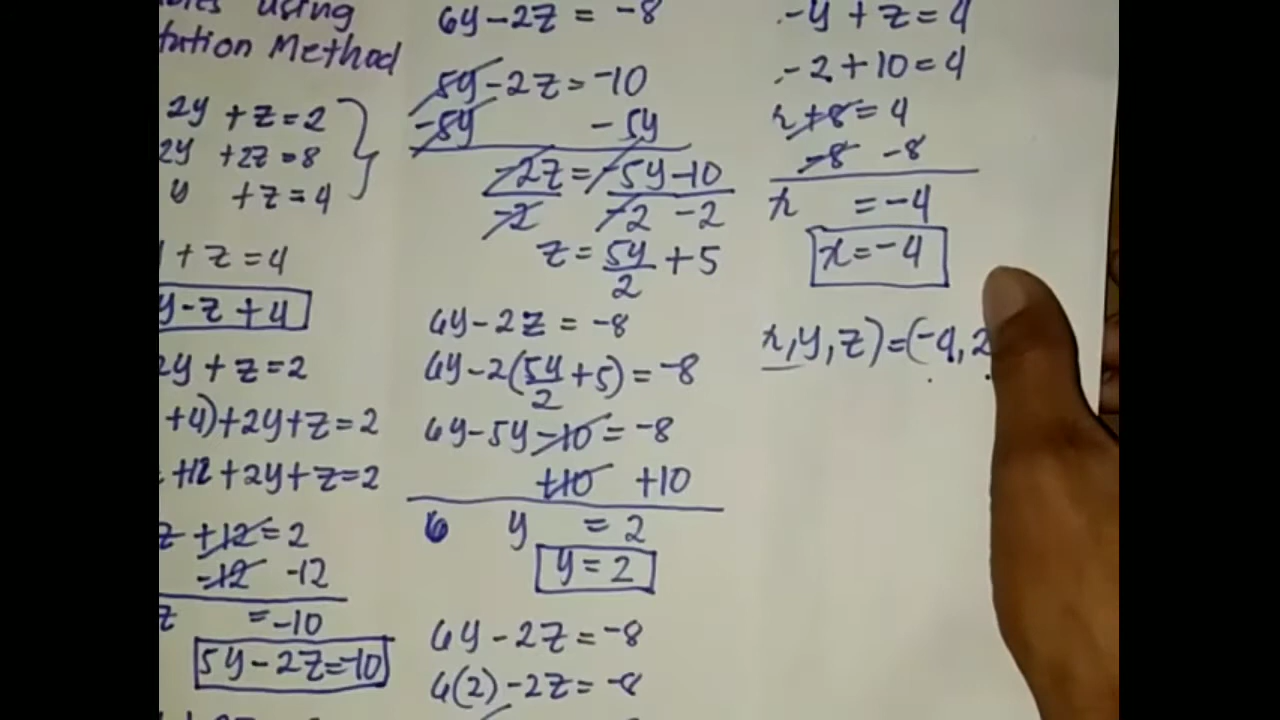 using
Method
2y + z = 2
2y + 2z = 8
y + z = 4
+ z = 4
y - z + 4
2y + z = 2
+4) + 2y + z = 2
+12 + 2y + z = 2
z + 12 = 2
-12 -12
z = -10
5y - 2z = -10
6y - 2z = -8
5y - 2z = -10
-5y - 5y
-2z = -5y - 10
-2 -2 -2
z = 5y/2 + 5
6y - 2z = -8
6y - 2(5y/2 + 5) = -8
6y - 5y - 10 = -8
+10 +10
6 y = 2
y = 2
6y - 2z = -8
6(2) - 2z = -8
-y + z = 4
-2 + 10 = 4
x + 8 = 4
-8 -8
x = -4
x = -4
x, y, z) = (-4, 2